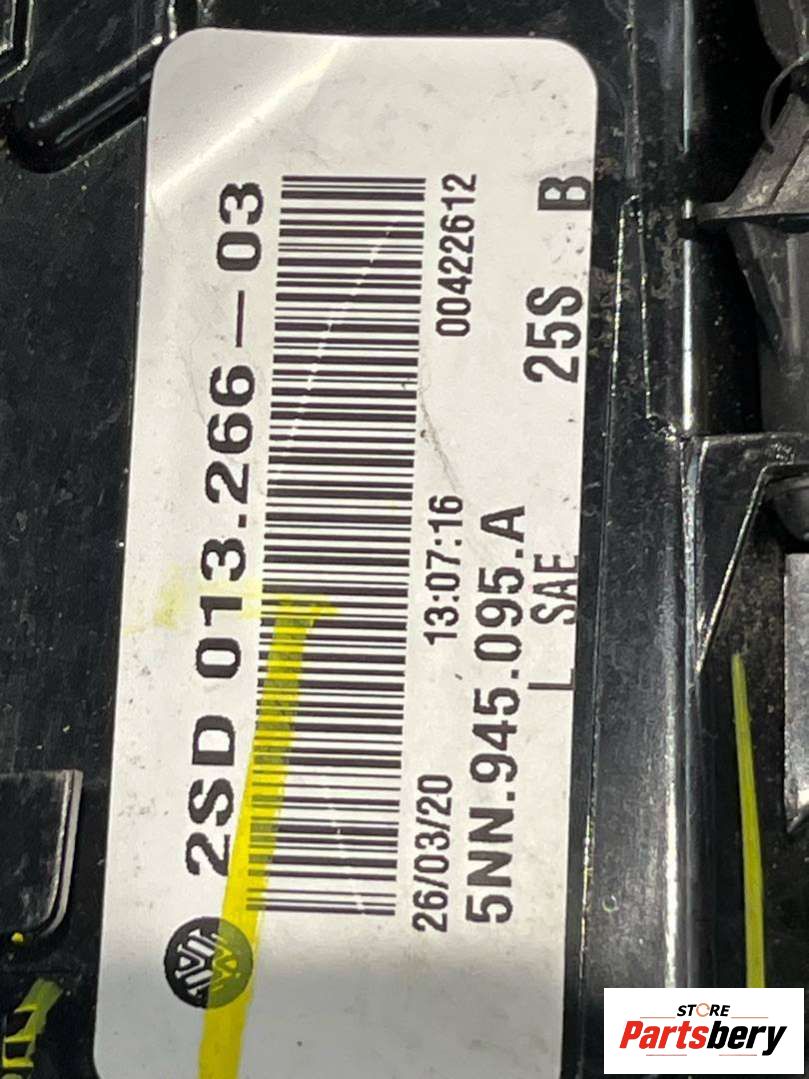 2SD 013.266-03
00422612
26/03/20 13:07:16
5NN.945.095.A 25S B
L SAE
STORE
Partsbery